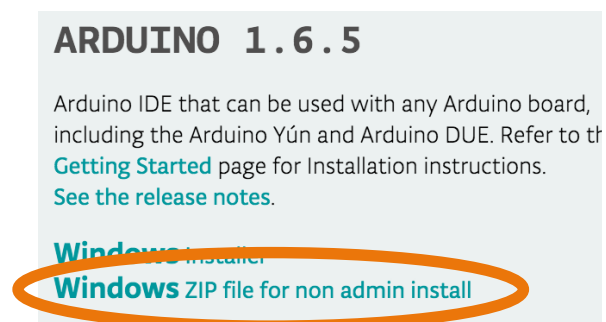 ARDUINO 1.6.5
Arduino IDE that can be used with any Arduino board,
including the Arduino Yún and Arduino DUE. Refer to th
Getting Started page for Installation instructions.
See the release notes.
Windows Installer
Windows ZIP file for non admin install